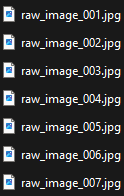 raw_image_001.jpg
raw_image_002.jpg
raw_image_003.jpg
raw_image_004.jpg
raw_image_005.jpg
raw_image_006.jpg
raw_image_007.jpg